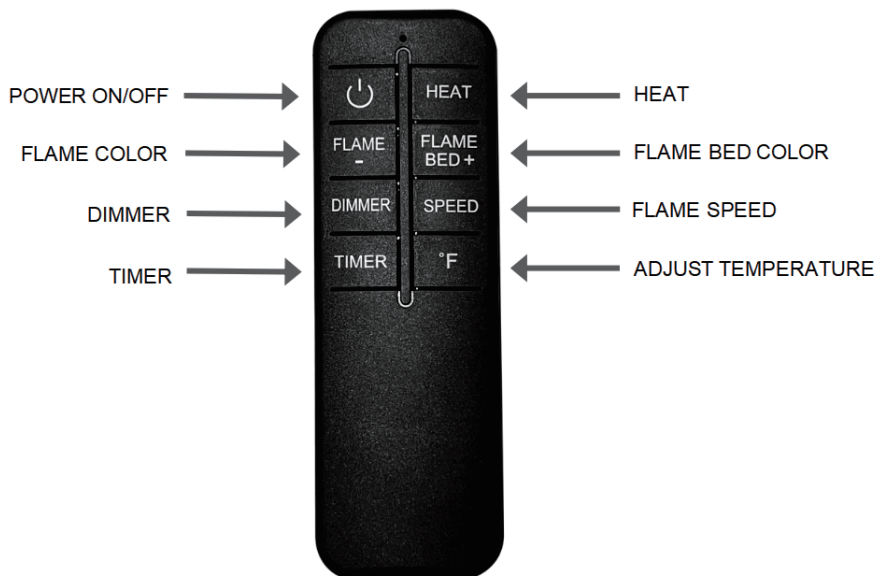 POWER ON/OFF
HEAT
HEAT
FLAME COLOR
FLAME
-
FLAME
BED +
FLAME BED COLOR
DIMMER
DIMMER
SPEED
FLAME SPEED
TIMER
TIMER
°F
ADJUST TEMPERATURE